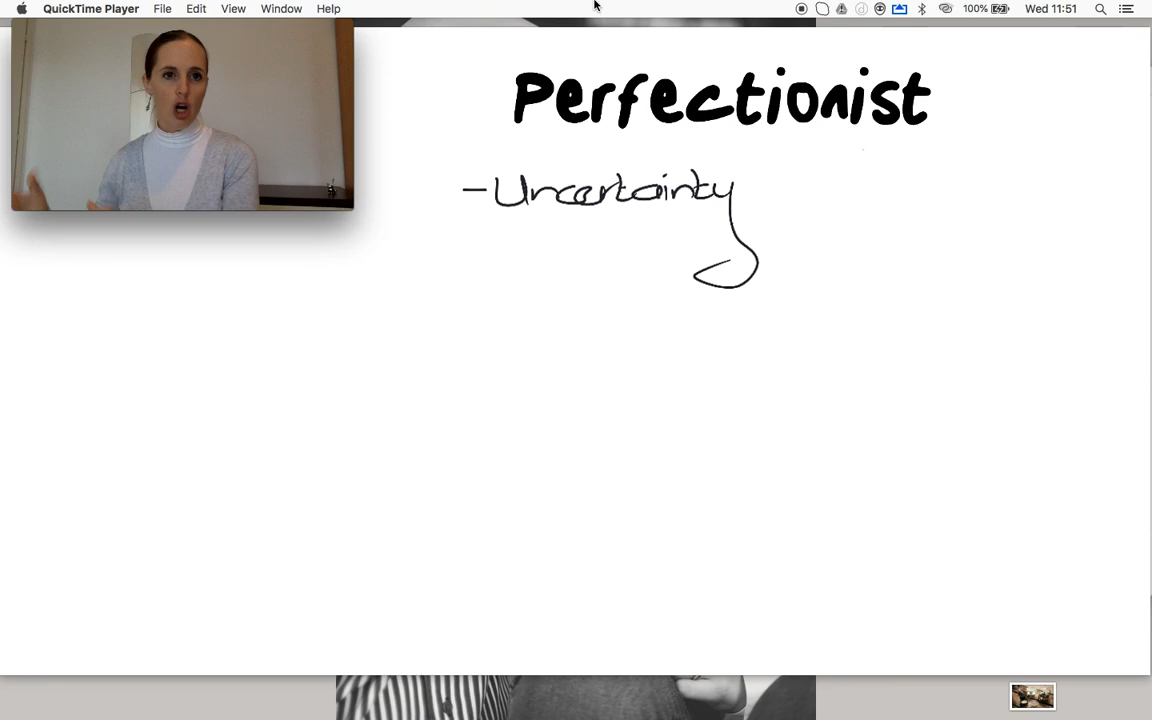 QuickTime Player File Edit View Window Help 100% Wed 11:51
Perfectionist
- Uncertainty